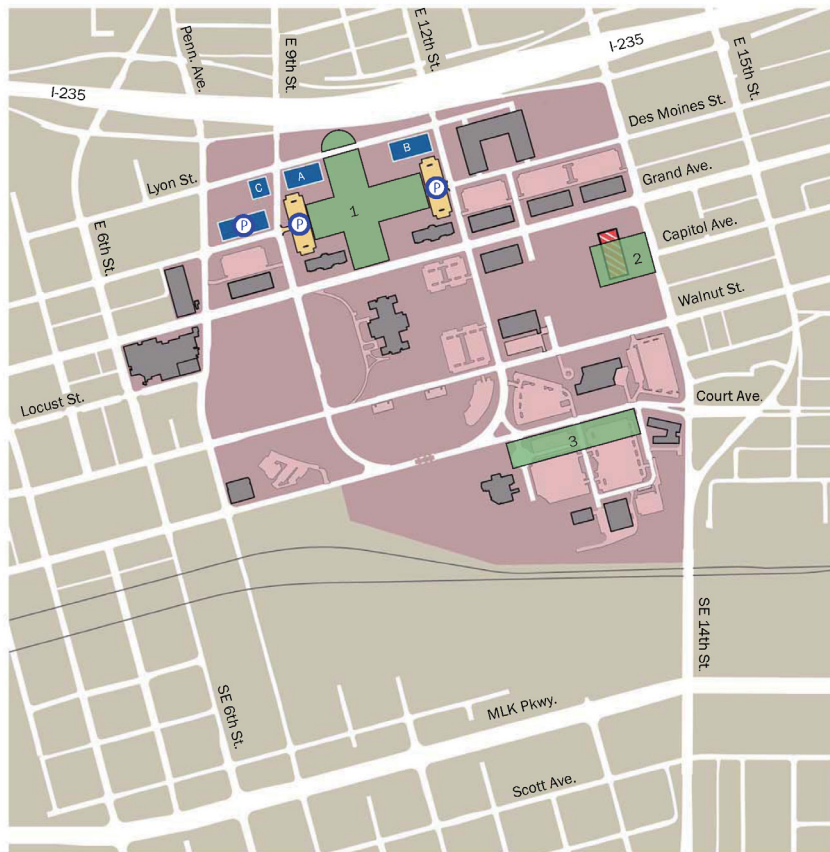 E 12th St.
Penn. Ave.
E 9th St.
I-235
E 15th St.
I-235
Des Moines St.
B
Lyon St.
A
C
P
Grand Ave.
1
P
P
Capitol Ave.
E 6th St.
2
Walnut St.
Court Ave.
Locust St.
3
SE 14th St.
SE 6th St.
MLK Pkwy.
Scott Ave.